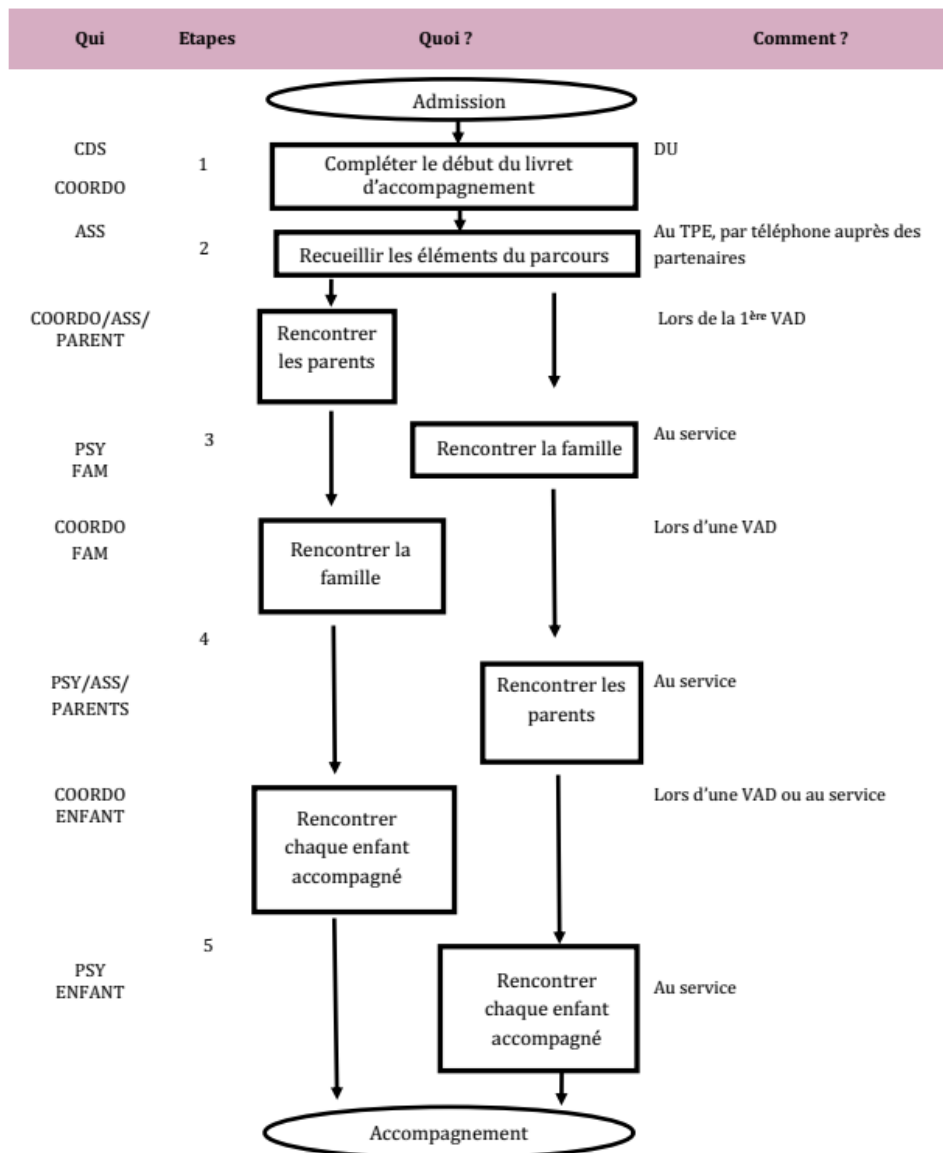 Qui Etapes Quoi ? Comment ?
Admission
CDS
COORDO
1
Compléter le début du livret
d’accompagnement
DU
ASS
2
Recueillir les éléments du parcours
Au TPE, par téléphone auprès des
partenaires
COORDO/ASS/
PARENT
Rencontrer
les parents
Lors de la 1ère VAD
PSY
FAM
3
Rencontrer la famille
Au service
COORDO
FAM
Rencontrer la
famille
Lors d’une VAD
4
PSY/ASS/
PARENTS
Rencontrer les
parents
Au service
COORDO
ENFANT
Rencontrer
chaque enfant
accompagné
Lors d’une VAD ou au service
5
PSY
ENFANT
Rencontrer
chaque enfant
accompagné
Au service
Accompagnement